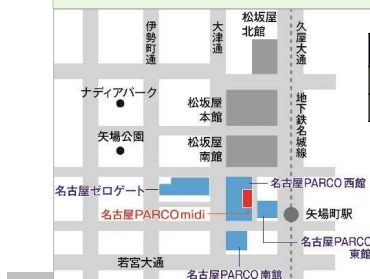 伊勢町通
大津通
松坂屋
北館
久屋大通
ナディアパーク
松坂屋
本館
地下鉄名城線
矢場公園
松坂屋
南館
名古屋ゼロゲート
名古屋PARCO西館
名古屋PARCOmidi
矢場町駅
名古屋PARCO
東館
若宮大通
名古屋PARCO南館